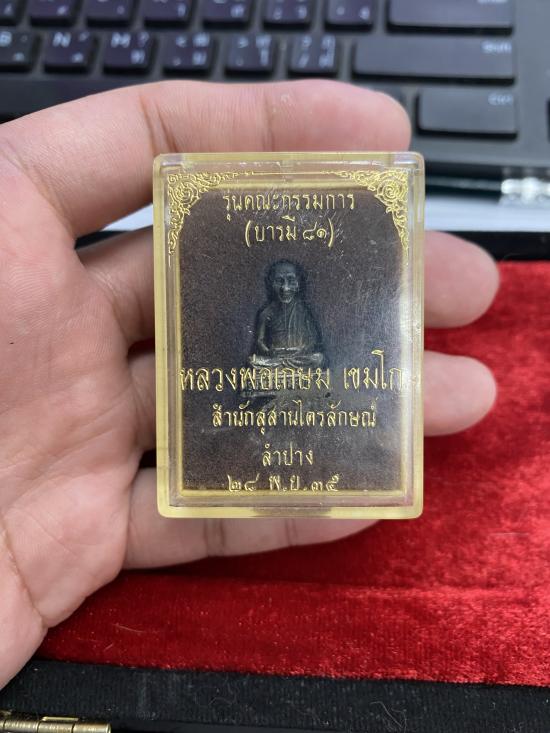 รุ่นคณะกรรมการ
(บารมี ๘๑)
หลวงพ่อเกษม เขมโก
สำนักสุสานไตรลักษณ์
ลำปาง
๒๘ พ.ย. ๓๕